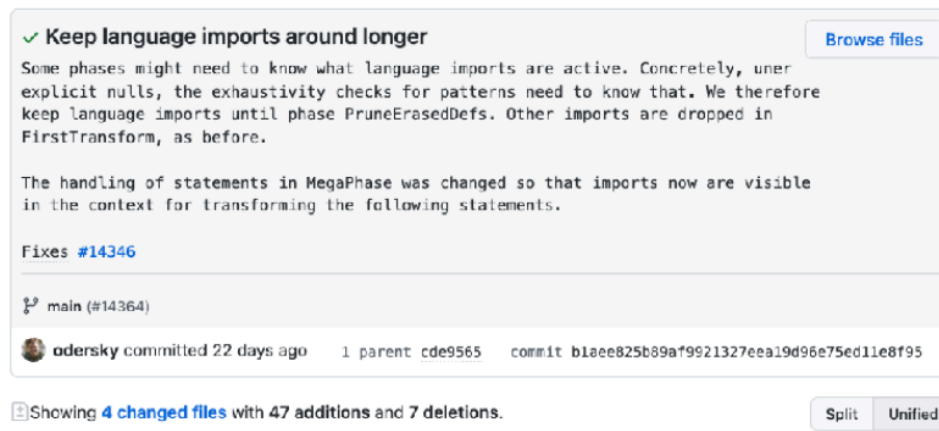 Keep language imports around longer
Browse files
Some phases might need to know what language imports are active. Concretely, uner
explicit nulls, the exhaustivity checks for patterns need to know that. We therefore
keep language imports until phase PruneErasedDefs. Other imports are dropped in
FirstTransform, as before.
The handling of statements in MegaPhase was changed so that imports now are visible
in the context for transforming the following statements.
Fixes #14346
main (#14364)
odersky committed 22 days ago 1 parent cde9565 commit b1aee825b89af9921327eea19d96e75ed11e8f95
Showing 4 changed files with 47 additions and 7 deletions.
Split Unified